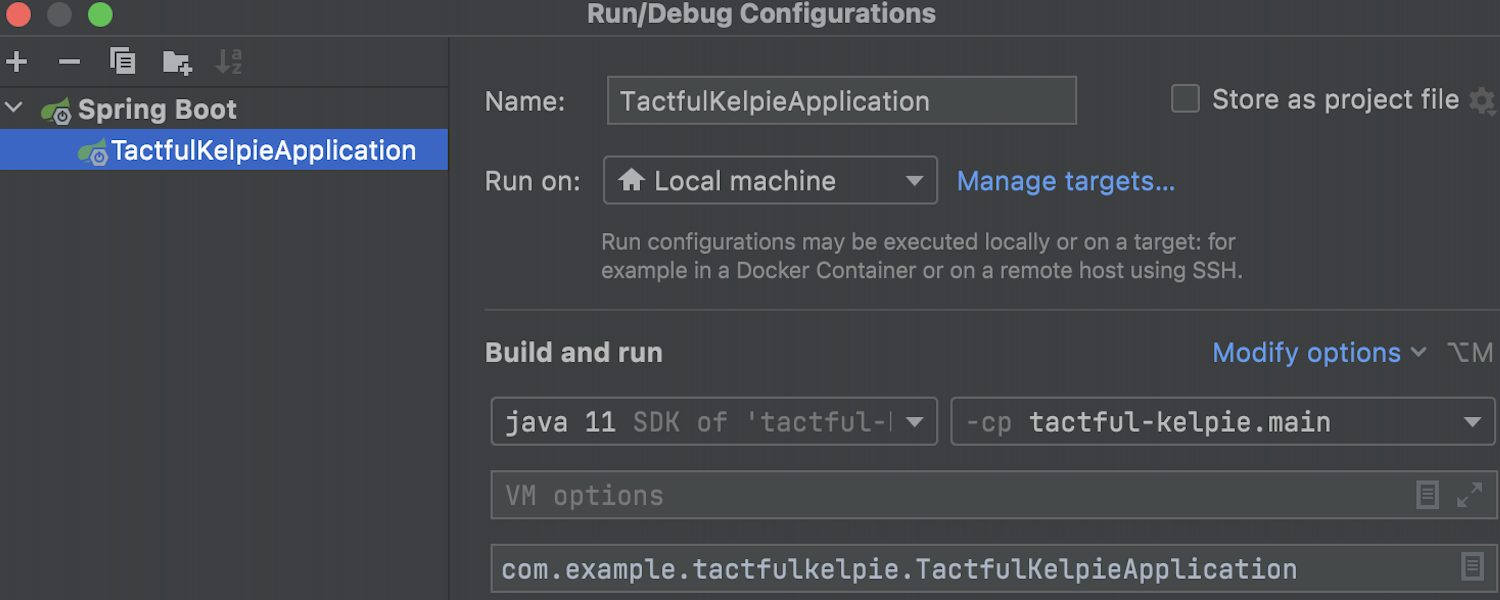 Run/Debug Configurations
Spring Boot
TactfulKelpieApplication
Name: TactfulKelpieApplication
Store as project file
Run on: Local machine Manage targets...
Run configurations may be executed locally or on a target: for
example in a Docker Container or on a remote host using SSH.
Build and run
Modify options ⌥M
java 11 SDK of 'tactful-
-cp tactful-kelpie.main
VM options
com.example.tactfulkelpie.TactfulKelpieApplication